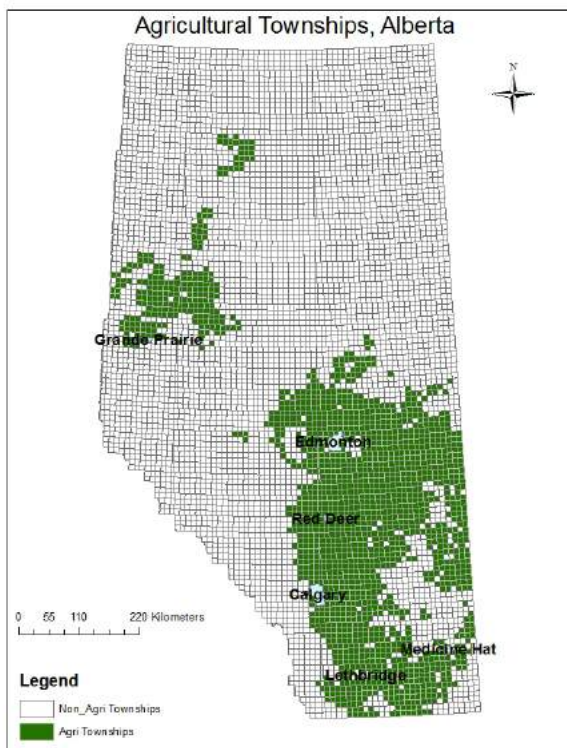 Agricultural Townships, Alberta
N
Grande Prairie
Edmonton
Red Deer
Calgary
Medicine Hat
Lethbridge
0 55 110 220 Kilometers
Legend
Non_Agri Townships
Agri Townships